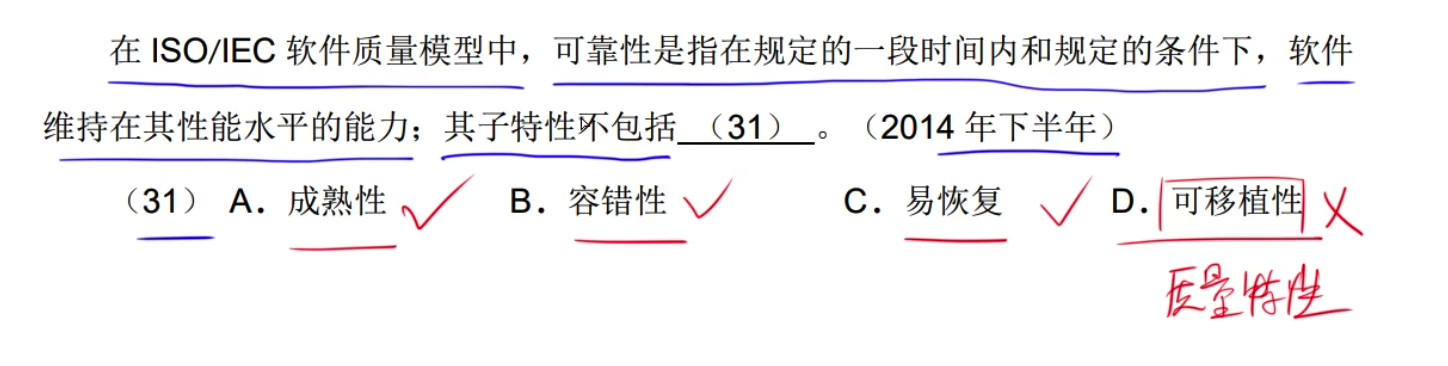 在 ISO/IEC 软件质量模型中，可靠性是指在规定的一段时间内和规定的条件下，软件
维持在其性能水平的能力；其子特性不包括 （31） 。（2014 年下半年）
（31） A．成熟性 B．容错性 C．易恢复 D．可移植性
质量特性